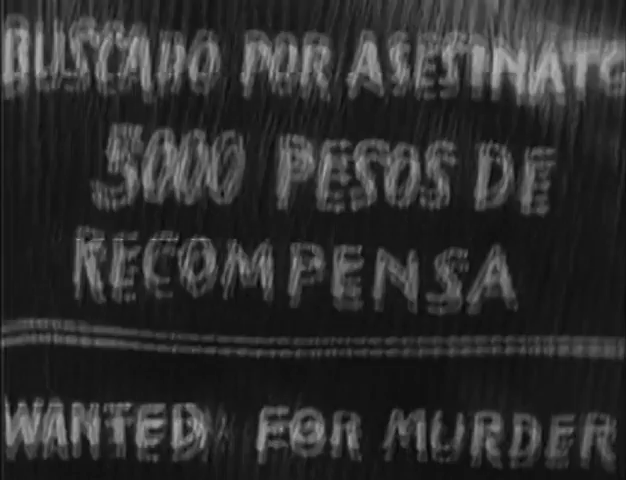 BUSCADO POR ASESINATO
5000 PESOS DE
RECOMPENSA
WANTED FOR MURDER